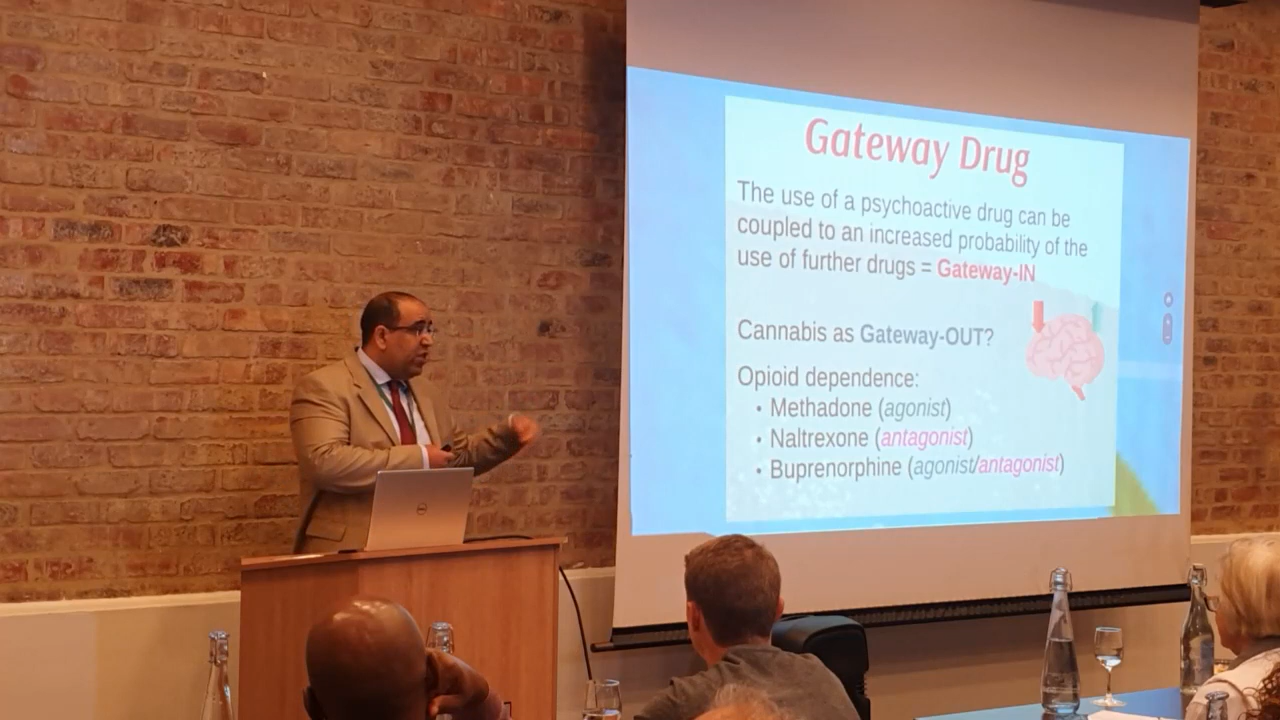 Gateway Drug
The use of a psychoactive drug can be
coupled to an increased probability of the
use of further drugs = Gateway-IN
Cannabis as Gateway-OUT?
Opioid dependence:
• Methadone (agonist)
• Naltrexone (antagonist)
• Buprenorphine (agonist/antagonist)
DELL